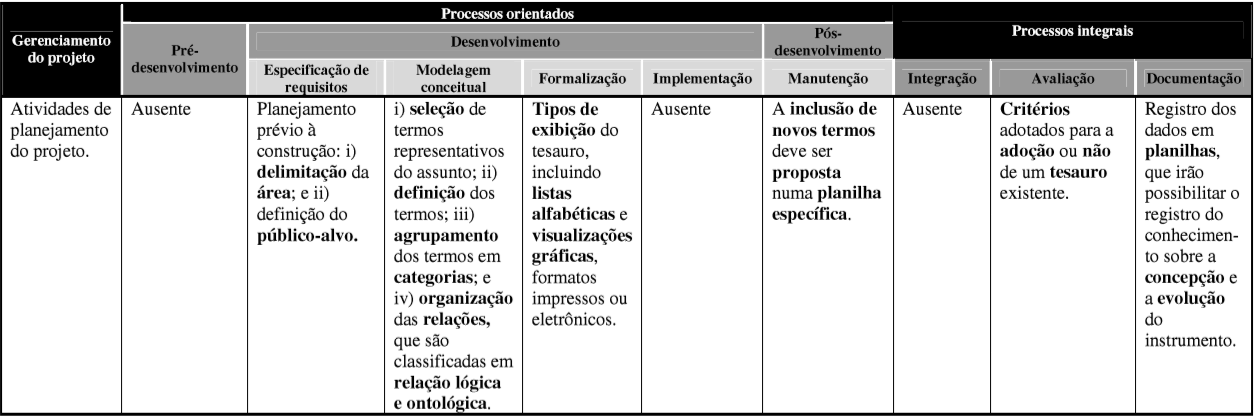 Processos orientados
Processos integrais
Gerenciamento
do projeto
Pré-
desenvolvimento
Desenvolvimento
Pós-
desenvolvimento
Especificação de
requisitos
Modelagem
conceitual
Formalização
Implementação
Manutenção
Integração
Avaliação
Documentação
Atividades de
planejamento
do projeto.
Ausente
Planejamento
prévio à
construção: i)
delimitação da
área; e ii)
definição do
público-alvo.
i) seleção de
termos
representativos
do assunto; ii)
definição dos
termos; iii)
agrupamento
dos termos em
categorias; e
iv) organização
das relações,
que são
classificadas em
relação lógica
e ontológica.
Tipos de
exibição do
tesauro,
incluindo
listas
alfabéticas e
visualizações
gráficas,
formatos
impressos ou
eletrônicos.
Ausente
A inclusão de
novos termos
deve ser
proposta
numa planilha
específica.
Ausente
Critérios
adotados para a
adoção ou não
de um tesauro
existente.
Registro dos
dados em
planilhas,
que irão
possibilitar o
registro do
conhecimen-
to sobre a
concepção e
a evolução
do
instrumento.